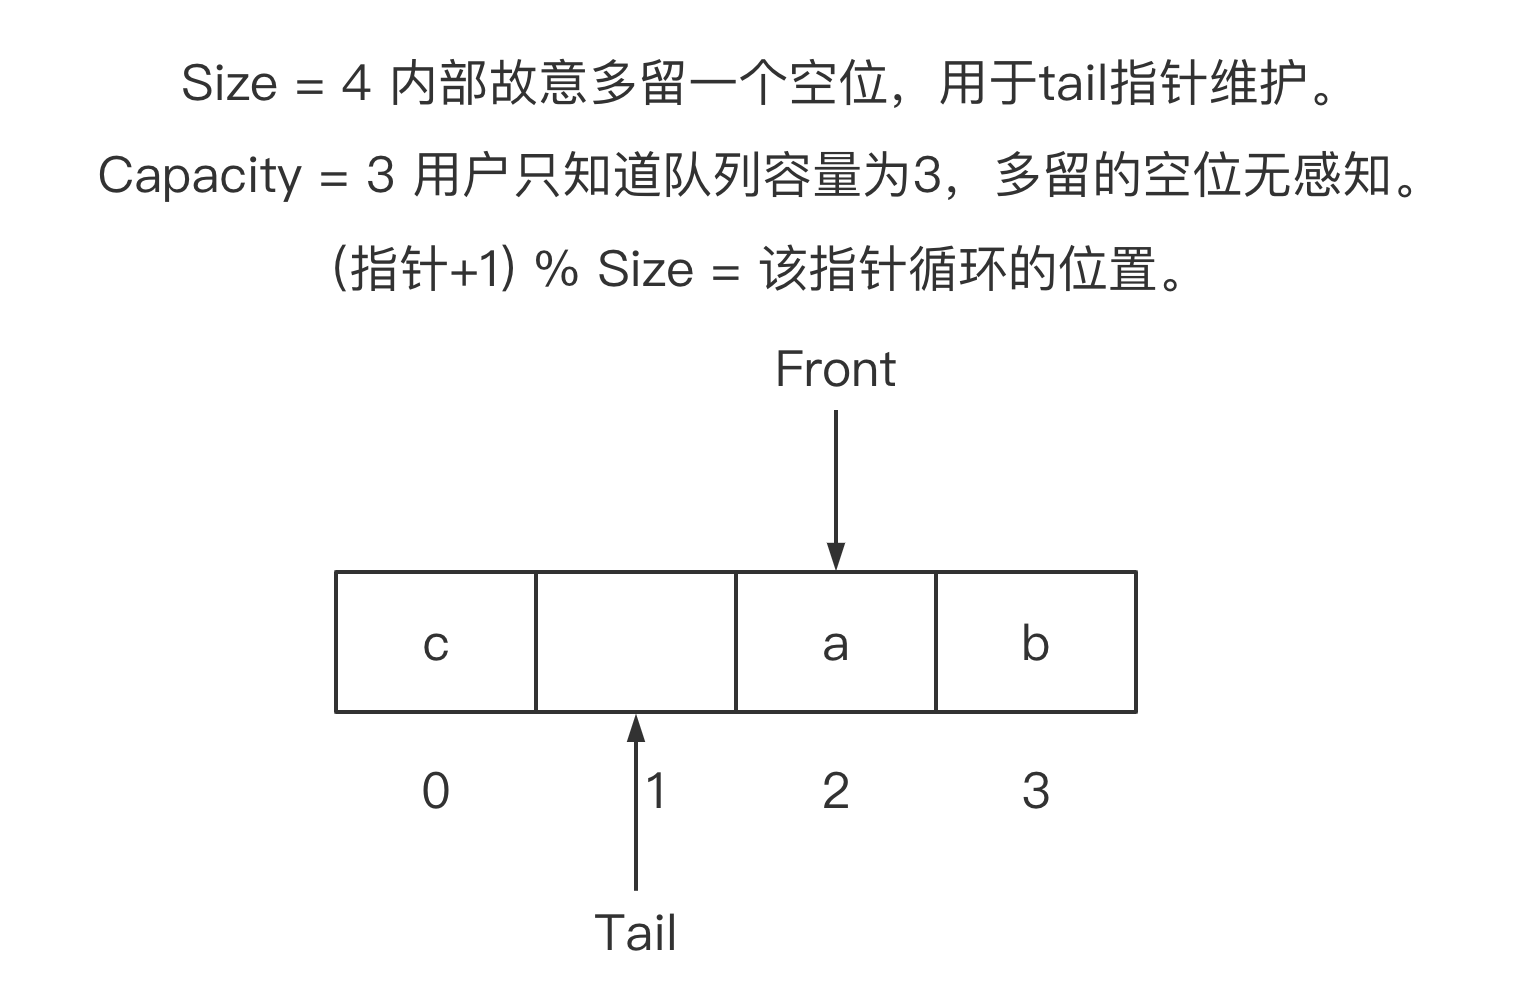 Size = 4 内部故意多留一个空位，用于tail指针维护。
Capacity = 3 用户只知道队列容量为3，多留的空位无感知。
(指针+1) % Size = 该指针循环的位置。
Front
c a b
0 1 2 3
Tail